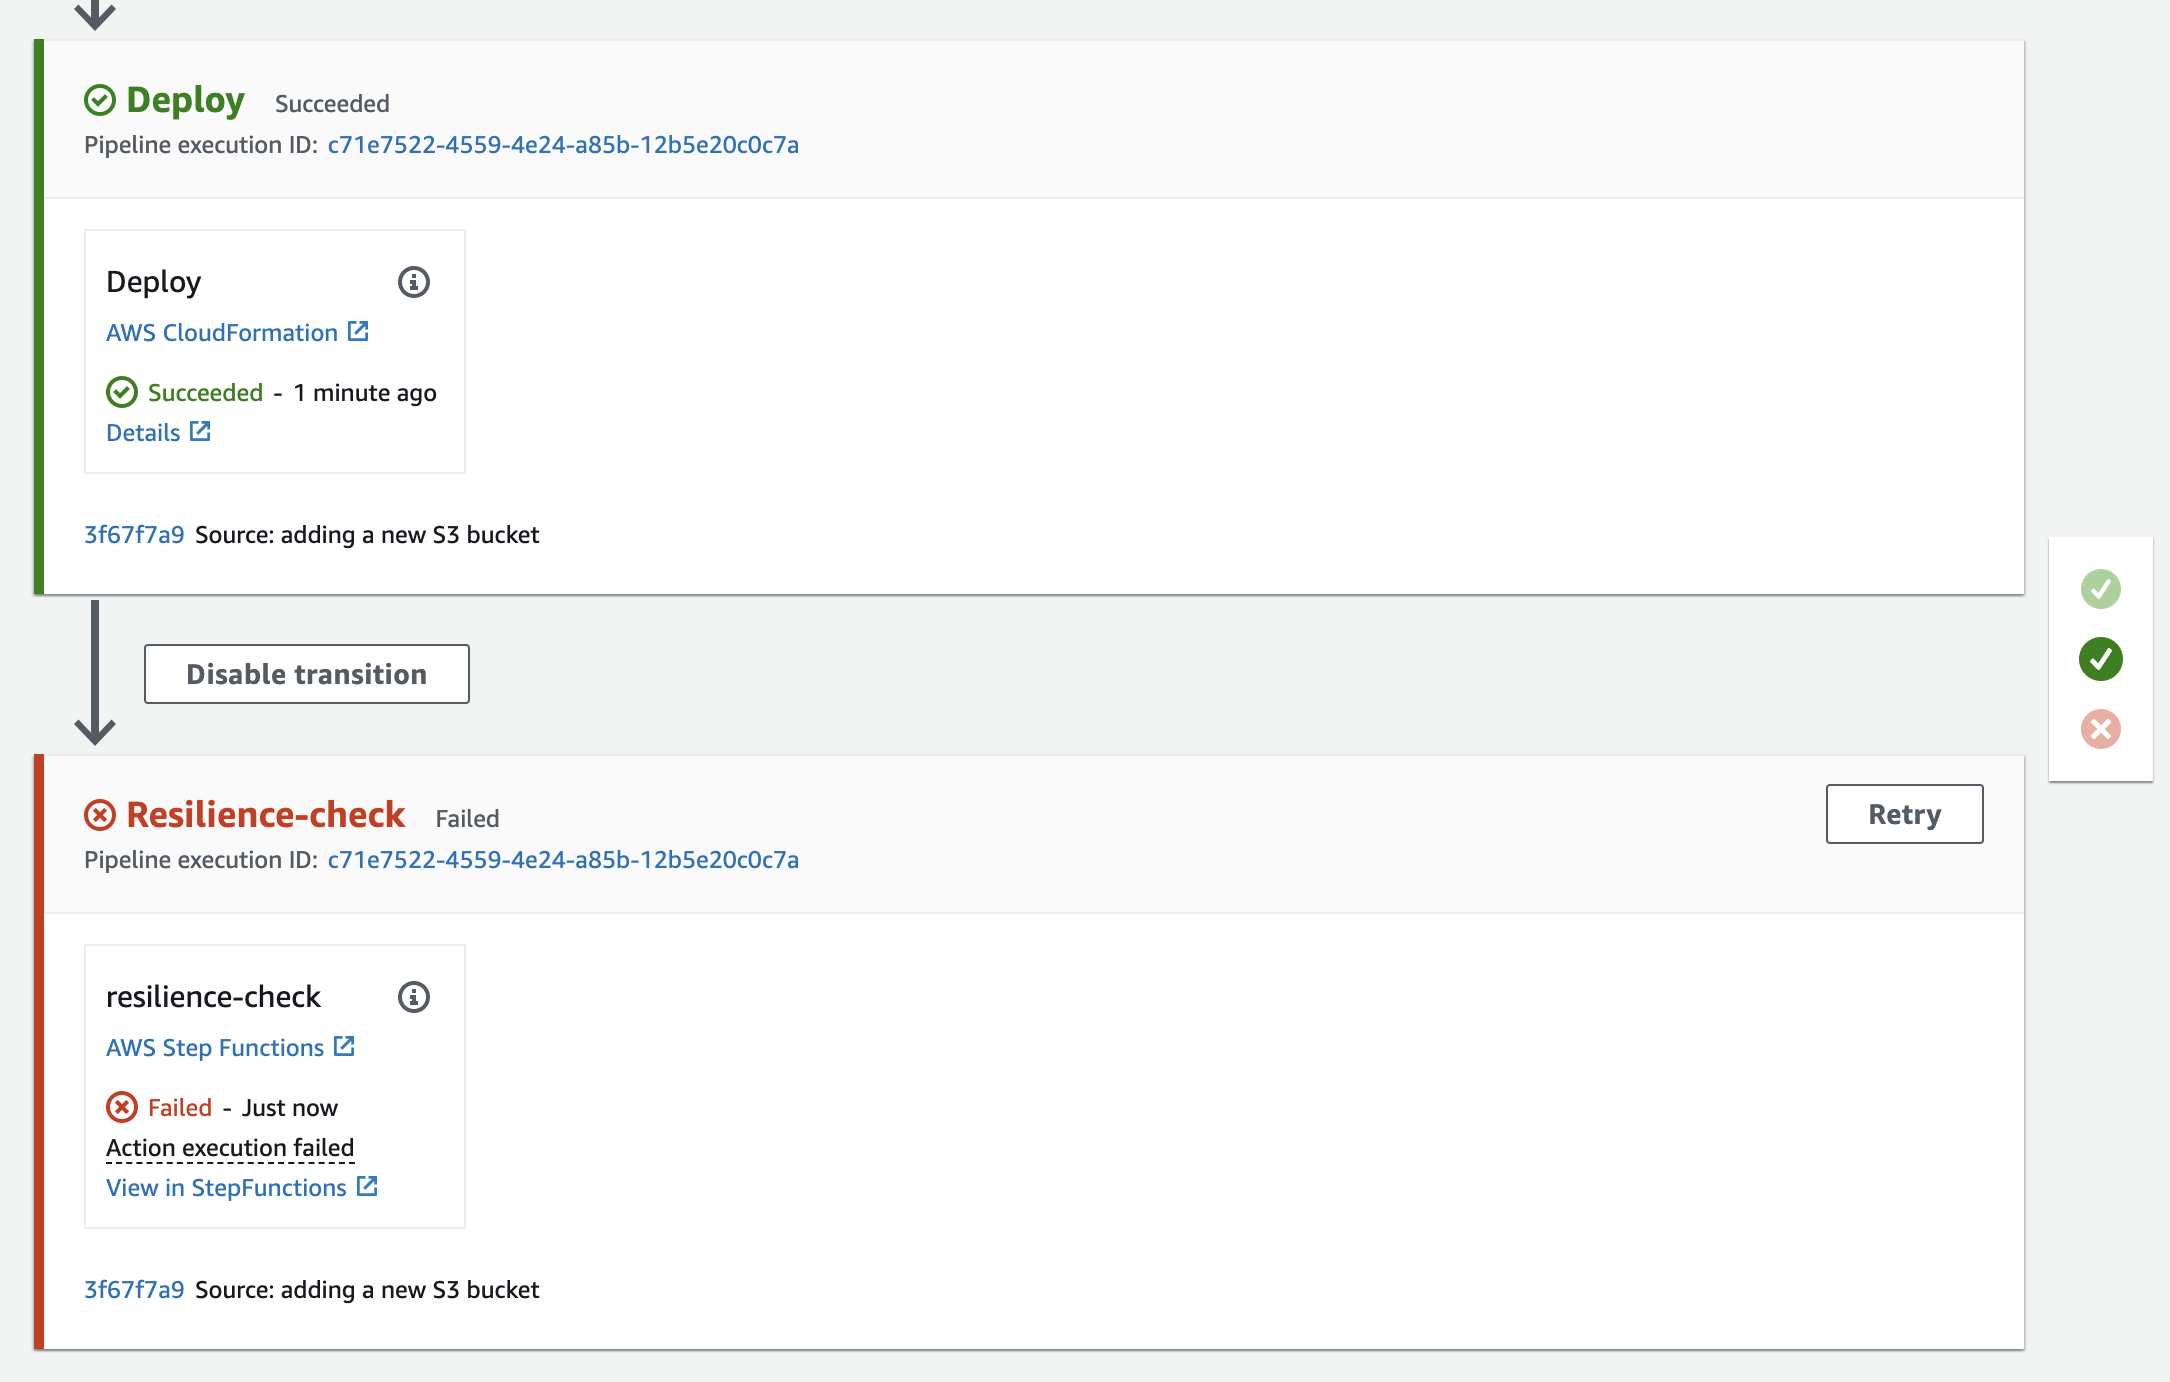 Deploy Succeeded
Pipeline execution ID: c71e7522-4559-4e24-a85b-12b5e20c0c7a
Deploy
AWS CloudFormation
Succeeded - 1 minute ago
Details
3f67f7a9 Source: adding a new S3 bucket
Disable transition
Resilience-check Failed
Retry
Pipeline execution ID: c71e7522-4559-4e24-a85b-12b5e20c0c7a
resilience-check
AWS Step Functions
Failed - Just now
Action execution failed
View in StepFunctions
3f67f7a9 Source: adding a new S3 bucket